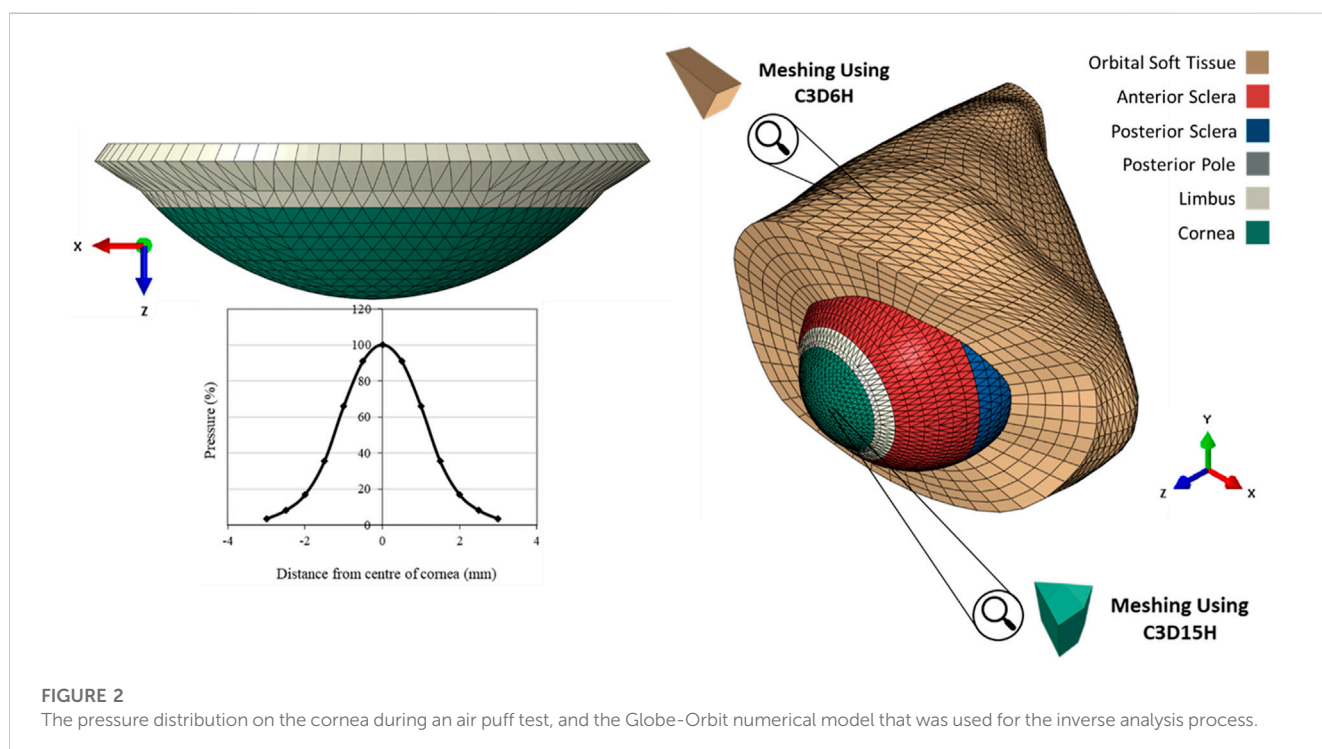 Meshing Using
C3D6H
Orbital Soft Tissue
Anterior Sclera
Posterior Sclera
Posterior Pole
Limbus
Cornea
X
Z
120
100
80
60
40
20
0
-4
-2
0
2
4
Pressure (%)
Distance from centre of cornea (mm)
Y
Z
X
Meshing Using
C3D15H
FIGURE 2
The pressure distribution on the cornea during an air puff test, and the Globe-Orbit numerical model that was used for the inverse analysis process.